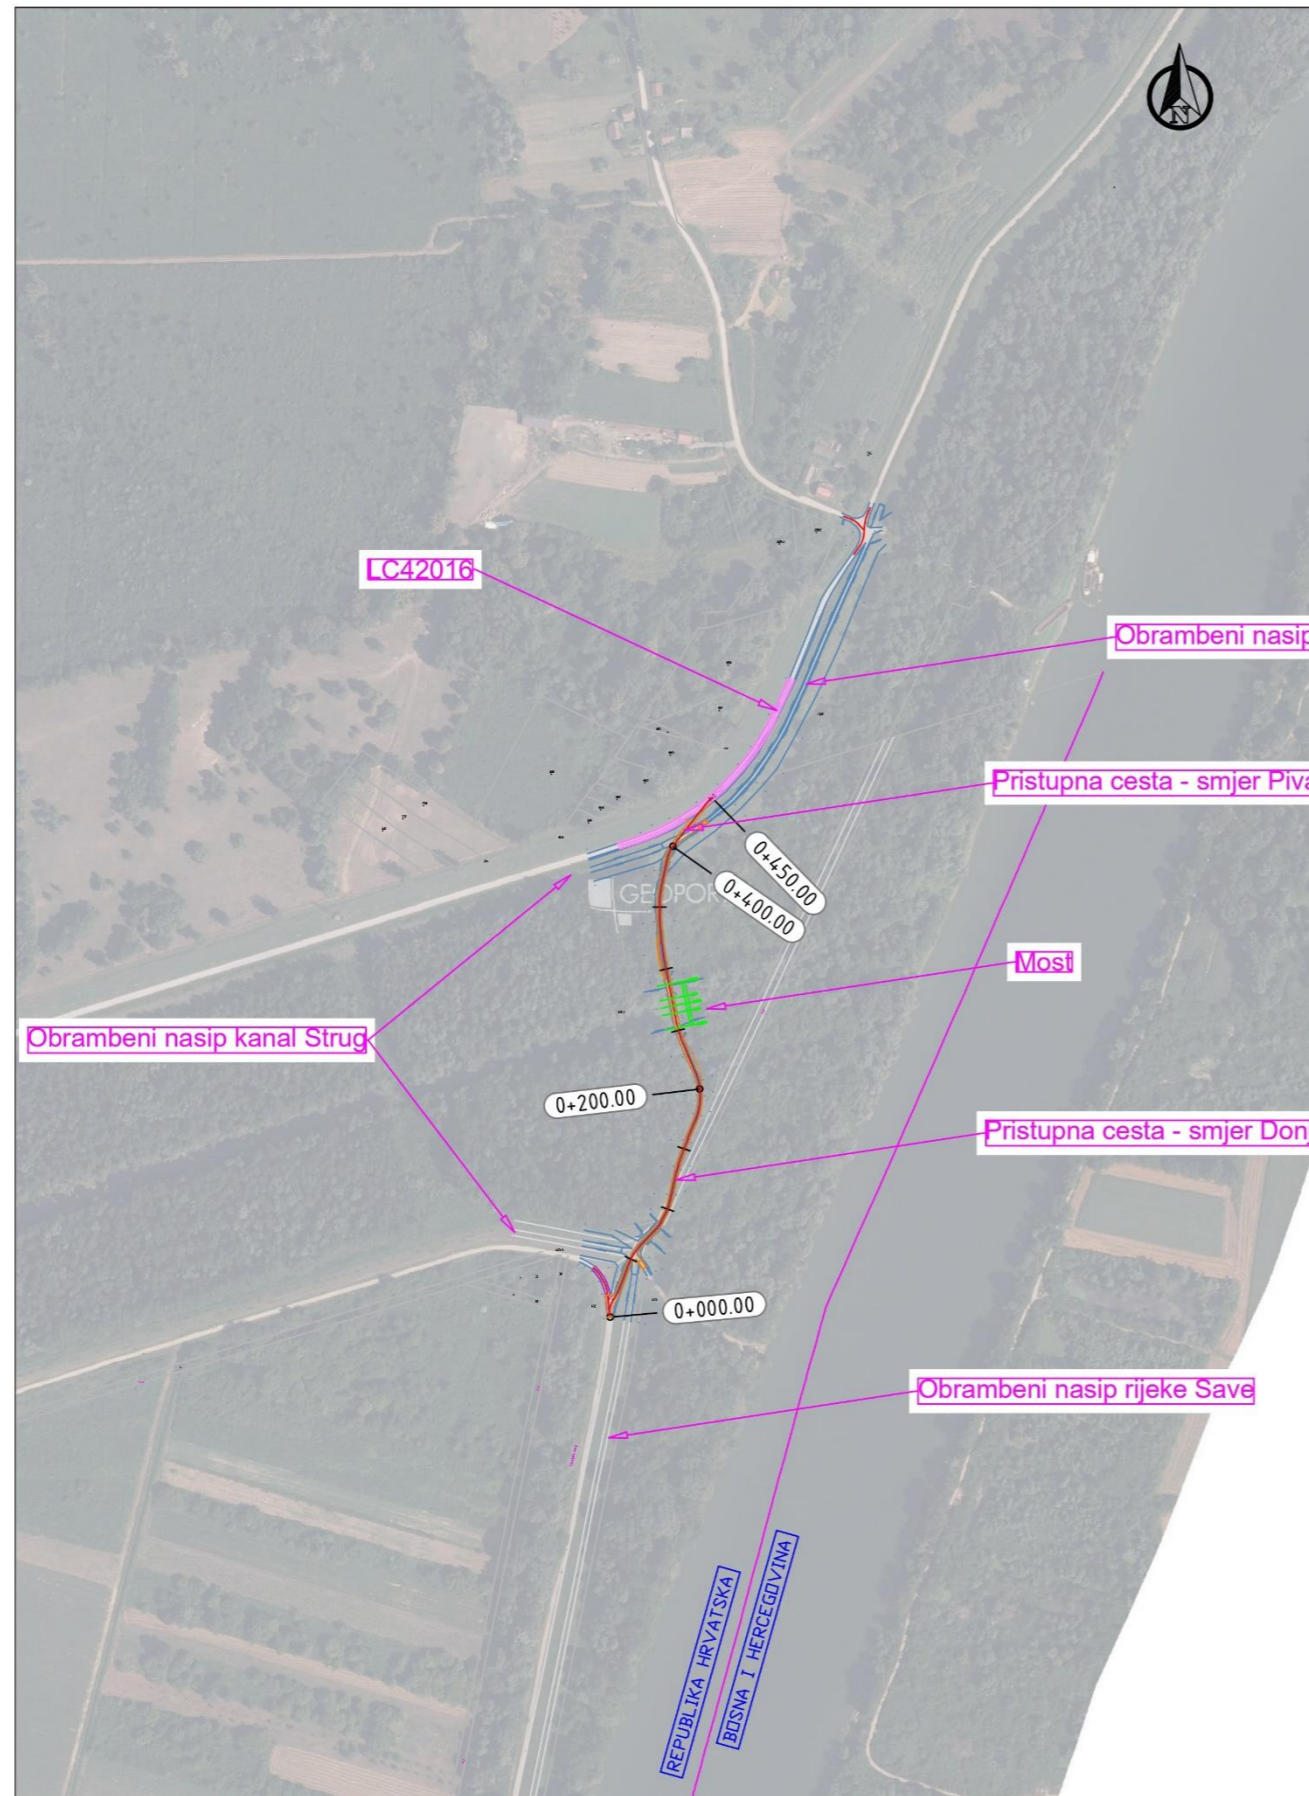 N
LC42016
Obrambeni nasip
Pristupna cesta - smjer Piva
0+450.00
0+400.00
GEOPOR
Most
Obrambeni nasip kanal Strug
0+200.00
Pristupna cesta - smjer Donj
0+000.00
Obrambeni nasip rijeke Save
REPUBLIKA HRVATSKA
BOSNA I HERCEGOVINA